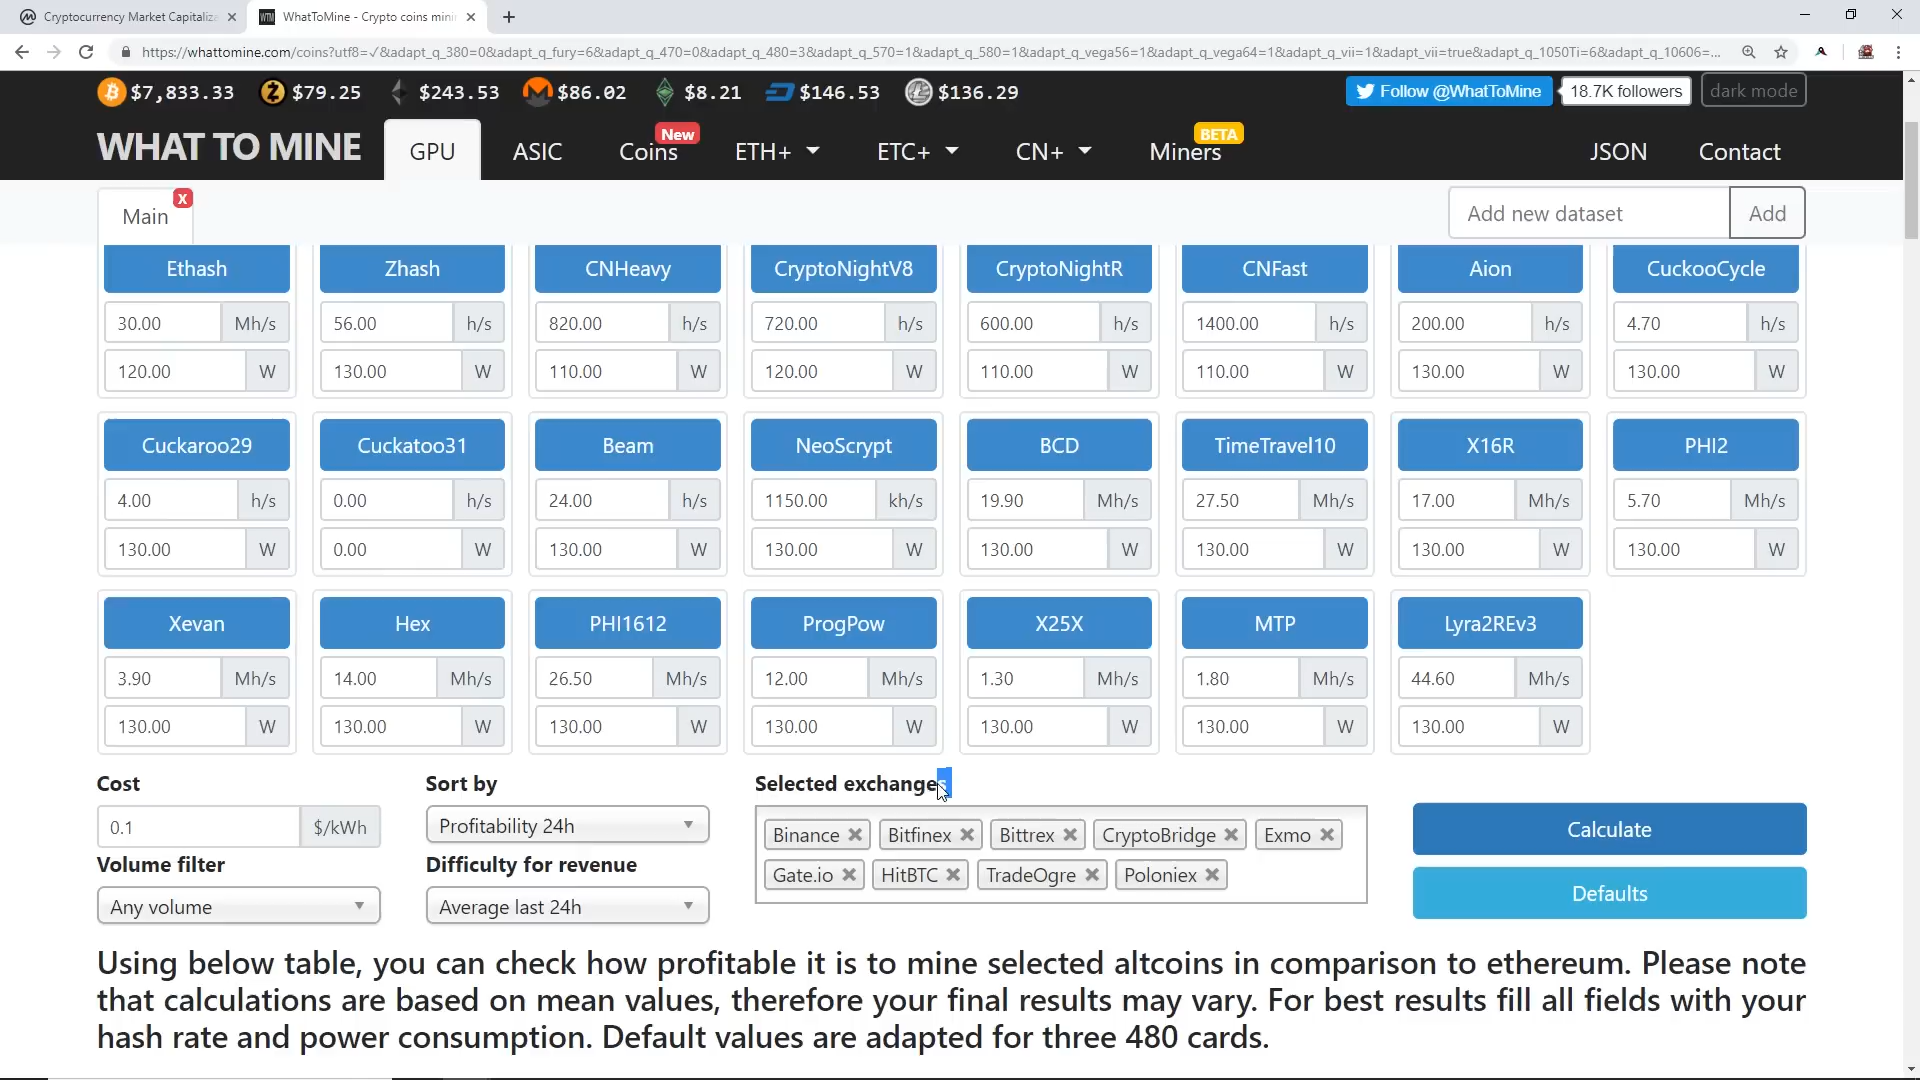 Cryptocurrency Market Capitaliza
WhatToMine - Crypto coins mini
https://whattomine.com/coins?utf8=✓&adapt_q_380=0&adapt_q_fury=6&adapt_q_470=0&adapt_q_480=3&adapt_q_570=1&adapt_q_580=1&adapt_q_vega56=1&adapt_q_vega64=1&adapt_q_vii=1&adapt_vii=true&adapt_q_1050Ti=6&adapt_q_10606=...
$7,833.33 $79.25 $243.53 $86.02 $8.21 $146.53 $136.29 Follow @WhatToMine 18.7K followers dark mode
New BETA
WHAT TO MINE GPU ASIC Coins ETH+ ETC+ CN+ Miners JSON Contact
X
Main Add new dataset Add
Ethash Zhash CNHeavy CryptoNightV8 CryptoNightR CNFast Aion CuckooCycle
30.00 Mh/s 56.00 h/s 820.00 h/s 720.00 h/s 600.00 h/s 1400.00 h/s 200.00 h/s 4.70 h/s
120.00 W 130.00 W 110.00 W 120.00 W 110.00 W 110.00 W 130.00 W 130.00 W
Cuckaroo29 Cuckatoo31 Beam NeoScrypt BCD TimeTravel10 X16R PHI2
4.00 h/s 0.00 h/s 24.00 h/s 1150.00 kh/s 19.90 Mh/s 27.50 Mh/s 17.00 Mh/s 5.70 Mh/s
130.00 W 0.00 W 130.00 W 130.00 W 130.00 W 130.00 W 130.00 W 130.00 W
Xevan Hex PHI1612 ProgPow X25X MTP Lyra2REv3
3.90 Mh/s 14.00 Mh/s 26.50 Mh/s 12.00 Mh/s 1.30 Mh/s 1.80 Mh/s 44.60 Mh/s
130.00 W 130.00 W 130.00 W 130.00 W 130.00 W 130.00 W 130.00 W
Cost Sort by Selected exchanges
0.1 $/kWh Profitability 24h Binance Bitfinex Bittrex CryptoBridge Exmo Calculate
Volume filter Difficulty for revenue Gate.io HitBTC TradeOgre Poloniex
Any volume Average last 24h Defaults
Using below table, you can check how profitable it is to mine selected altcoins in comparison to ethereum. Please note
that calculations are based on mean values, therefore your final results may vary. For best results fill all fields with your
hash rate and power consumption. Default values are adapted for three 480 cards.